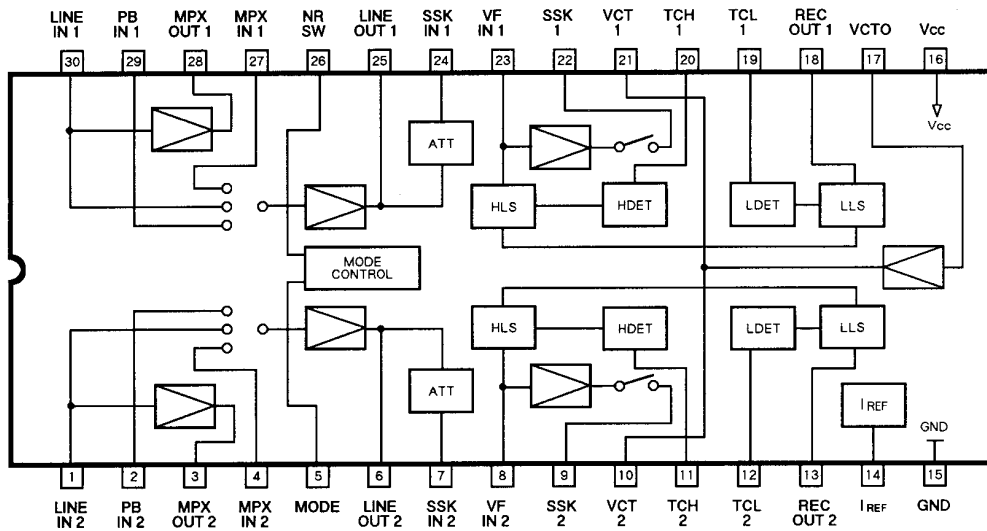 LINE PB MPX MPX NR LINE SSK VF SSK VCT TCH TCL REC VCTO Vcc
IN 1 IN 1 OUT 1 IN 1 SW OUT 1 IN 1 IN 1 1 1 1 1 OUT 1
30 29 28 27 26 25 24 23 22 21 20 19 18 17 16
Vcc
ATT
HLS HDET LDET LLS
MODE
CONTROL
HLS HDET LDET LLS
ATT
IREF
GND
1 2 3 4 5 6 7 8 9 10 11 12 13 14 15
LINE PB MPX MPX MODE LINE SSK VF SSK VCT TCH TCL REC IREF GND
IN 2 IN 2 OUT 2 IN 2 OUT 2 IN 2 IN 2 2 2 2 2 OUT 2